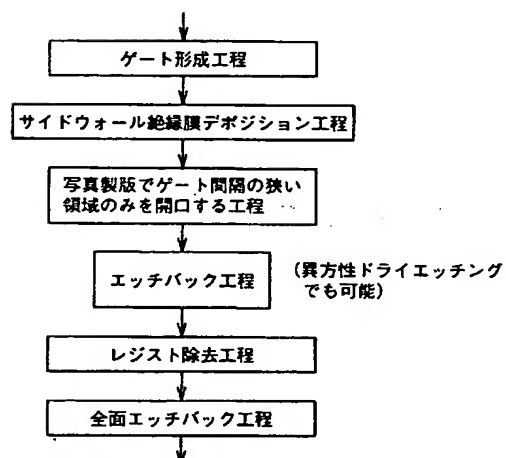 ゲート形成工程
サイドウォール絶縁膜デポジション工程
写真製版でゲート間隔の狭い
領域のみを開口する工程
エッチバック工程
(異方性ドライエッチング
でも可能)
レジスト除去工程
全面エッチバック工程